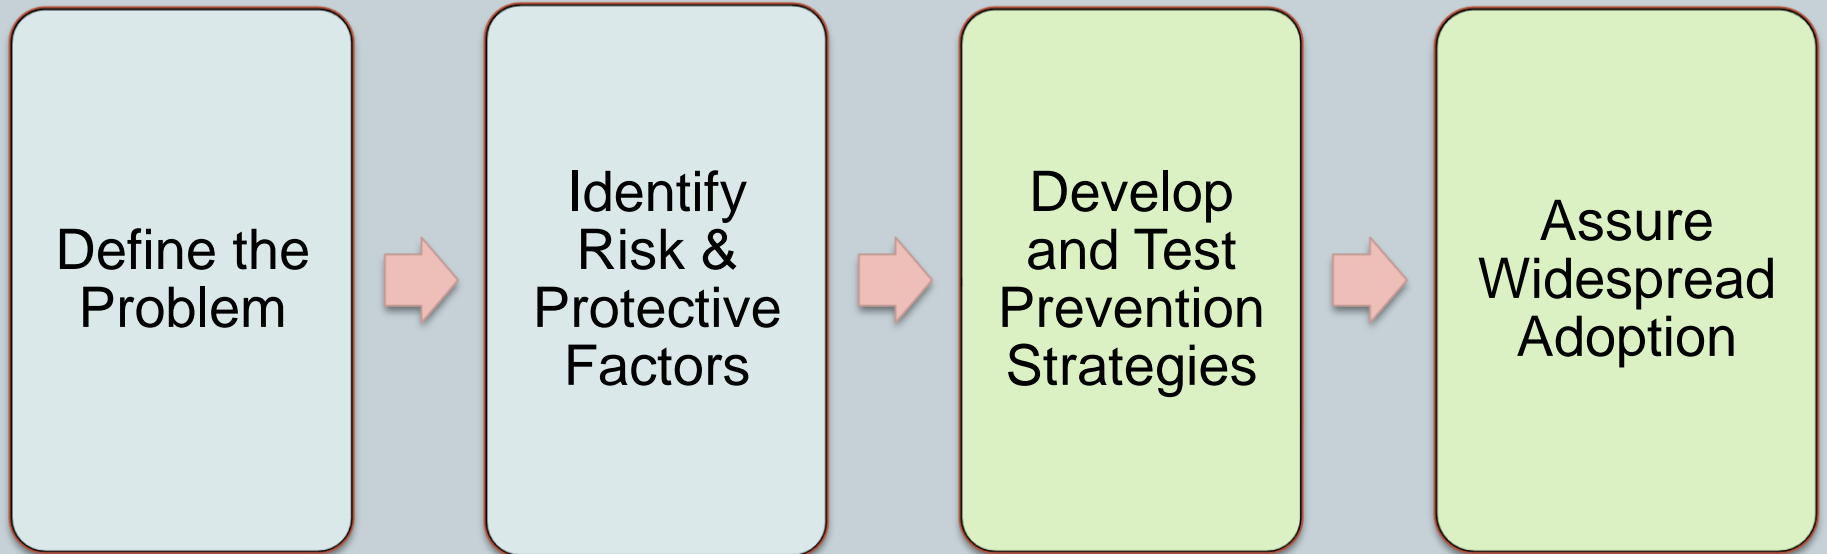 Define the
Problem
Identify
Risk &
Protective
Factors
Develop
and Test
Prevention
Strategies
Assure
Widespread
Adoption